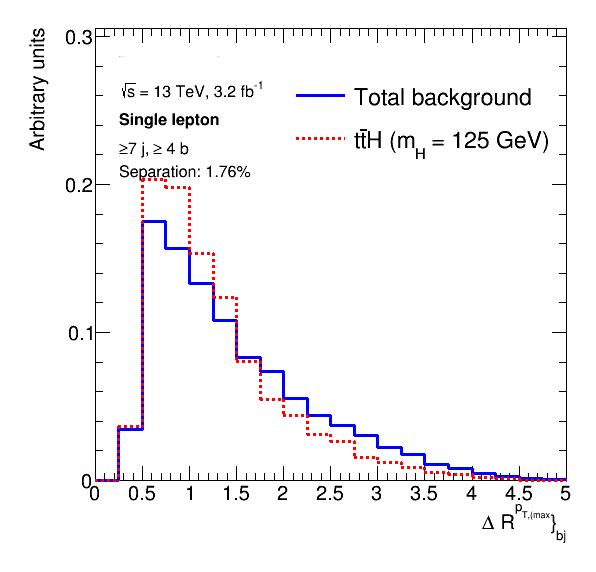 Arbitrary units
0.3
0.2
0.1
0
√s = 13 TeV, 3.2 fb⁻¹
Single lepton
≥7 j, ≥ 4 b
Separation: 1.76%
Total background
tt̄H (m_H = 125 GeV)
0 0.5 1 1.5 2 2.5 3 3.5 4 4.5 5
Δ R^{p_{T,(max}}}_{bj}